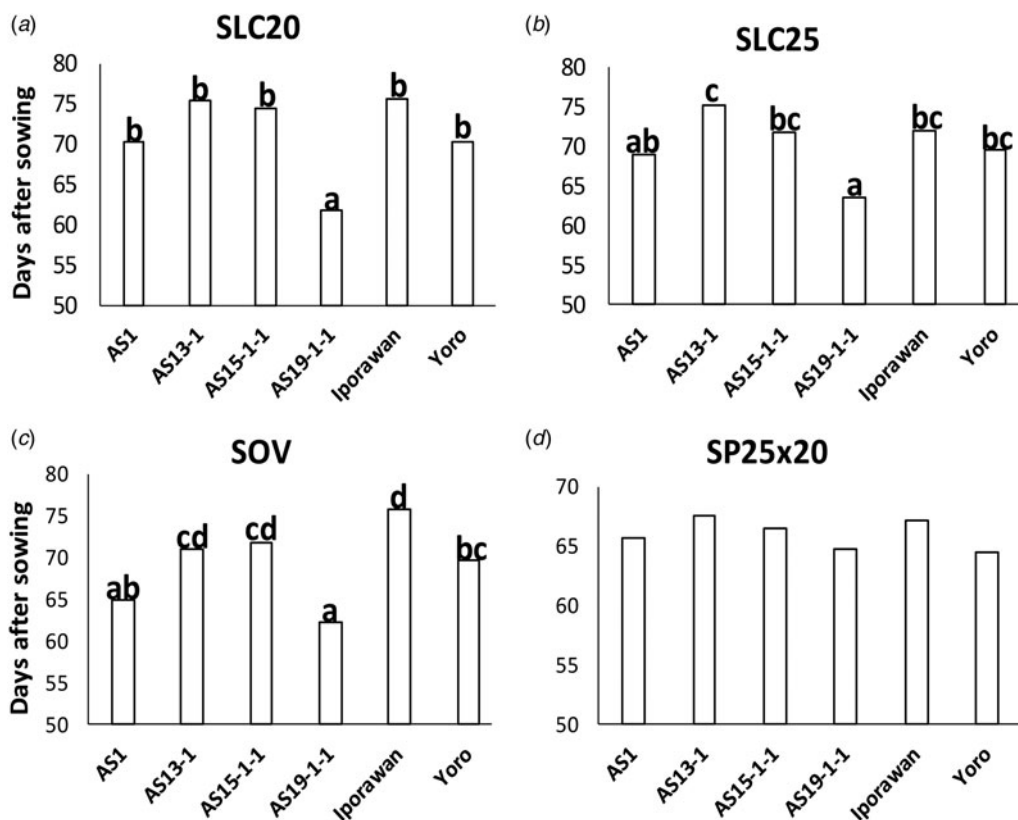 (a)
SLC20
Days after sowing
80
75
70
65
60
55
50
b
b
b
a
b
b
AS1
AS13-1
AS15-1-1
AS19-1-1
Iporawan
Yoro
(b)
SLC25
80
75
70
65
60
55
50
ab
c
bc
a
bc
bc
AS1
AS13-1
AS15-1-1
AS19-1-1
Iporawan
Yoro
(c)
SOV
Days after sowing
80
75
70
65
60
55
50
ab
cd
cd
a
d
bc
AS1
AS13-1
AS15-1-1
AS19-1-1
Iporawan
Yoro
(d)
SP25x20
70
65
60
55
50
AS1
AS13-1
AS15-1-1
AS19-1-1
Iporawan
Yoro